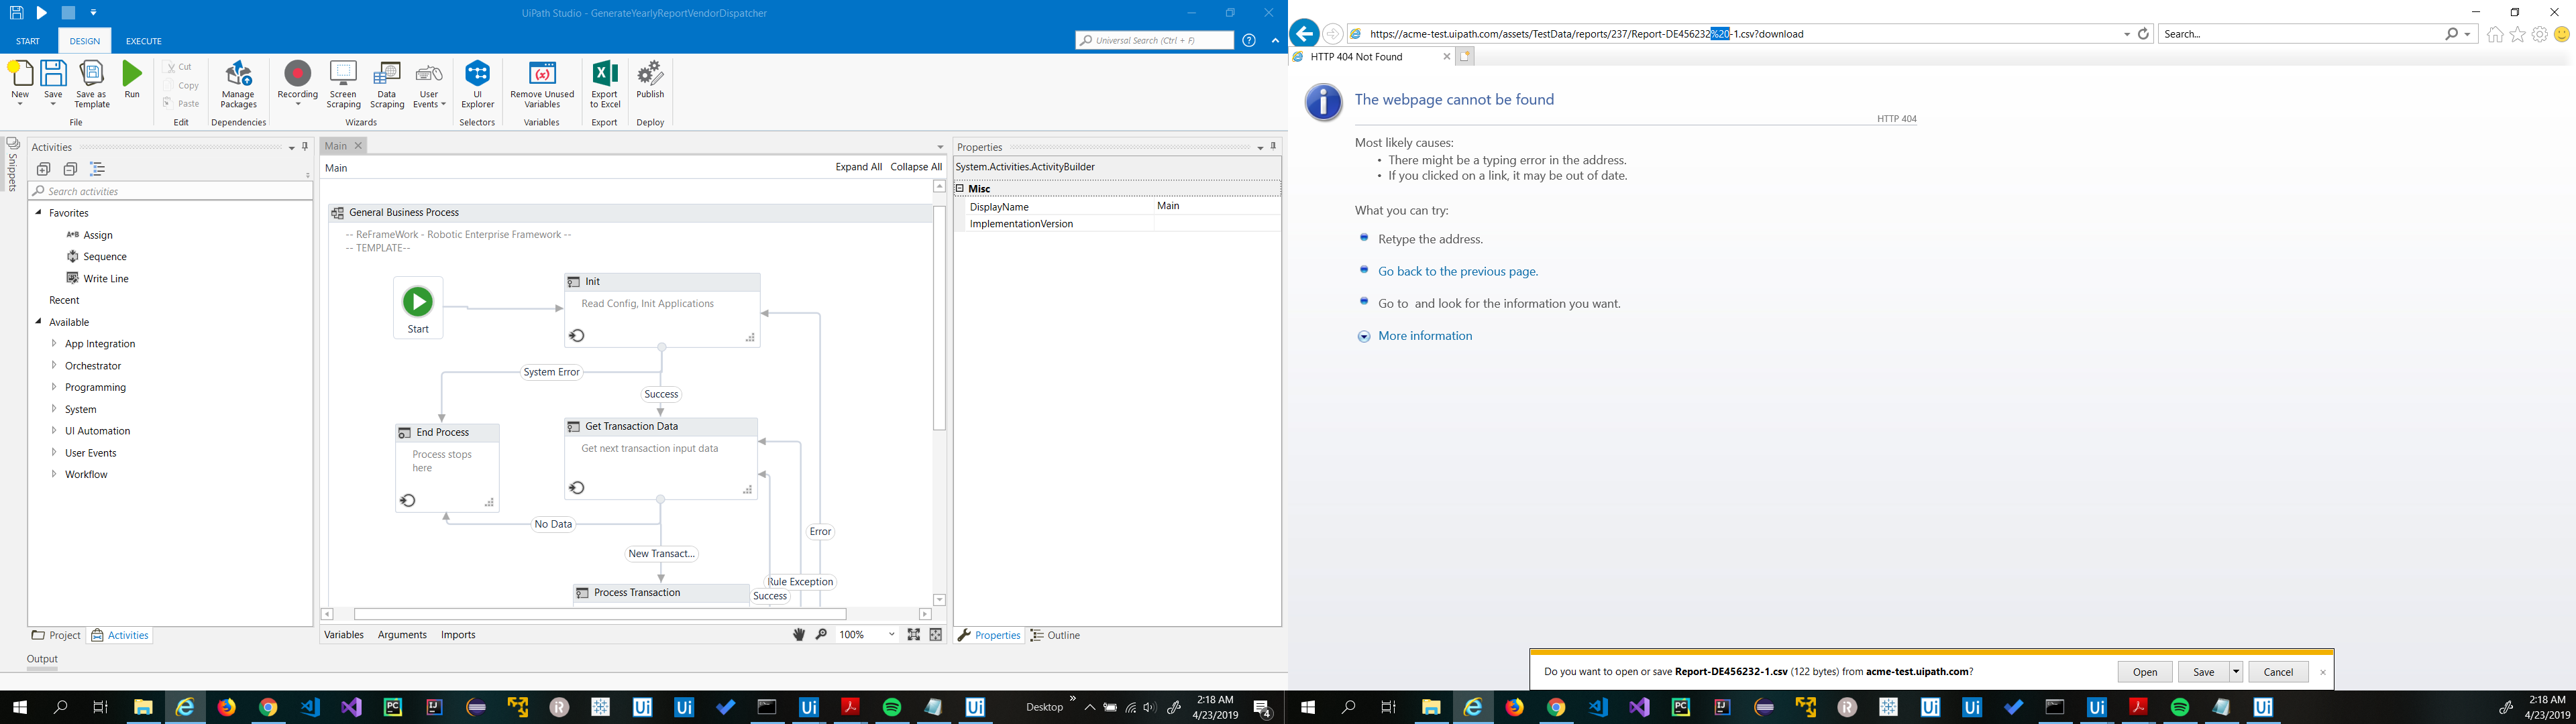 UiPath Studio - GenerateYearlyReportVendorDispatcher
START
DESIGN
EXECUTE
Universal Search (Ctrl + F)
New
Save
Save as Template
Run
Cut
Copy
Paste
Manage Packages
Recording
Screen Scraping
Data Scraping
User Events
UI Explorer
Remove Unused Variables
Export to Excel
Publish
File
Edit
Dependencies
Wizards
Selectors
Variables
Export
Deploy
Snippets
Activities
Search activities
Favorites
Assign
Sequence
Write Line
Recent
Available
App Integration
Orchestrator
Programming
System
UI Automation
User Events
Workflow
Project
Activities
Output
Main
Main
Expand All
Collapse All
General Business Process
-- ReFrameWork - Robotic Enterprise Framework --
-- TEMPLATE--
Start
Init
Read Config, Init Applications
System Error
Success
End Process
Process stops
here
Get Transaction Data
Get next transaction input data
No Data
Error
New Transact...
Rule Exception
Process Transaction
Success
Variables
Arguments
Imports
100%
Properties
System.Activities.ActivityBuilder
Misc
DisplayName
Main
ImplementationVersion
Properties
Outline
Desktop
2:18 AM
4/23/2019
4
https://acme-test.uipath.com/assets/TestData/reports/237/Report-DE456232%20-1.csv?download
Search...
HTTP 404 Not Found
The webpage cannot be found
HTTP 404
Most likely causes:
• There might be a typing error in the address.
• If you clicked on a link, it may be out of date.
What you can try:
Retype the address.
Go back to the previous page.
Go to  and look for the information you want.
More information
Do you want to open or save Report-DE456232-1.csv (122 bytes) from acme-test.uipath.com?
Open
Save
Cancel
2:18 AM
4/23/2019